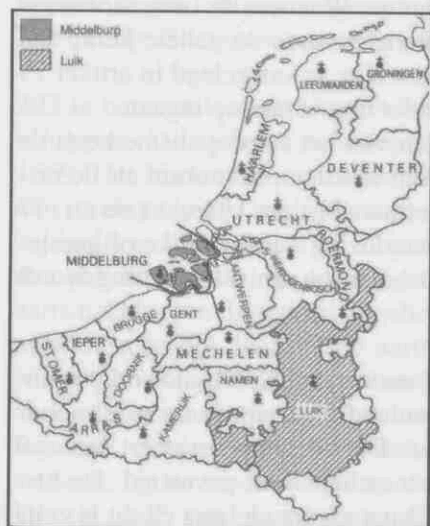 Middelburg
Luik
GRONINGEN
LEEUWARDEN
HAARLEM
DEVENTER
UTRECHT
ROERMOND
MIDDELBURG
'S HERTOGENBOSCH
ANTWERPEN
BRUGGE
GENT
IEPER
ST OMER
DOORNIK
MECHELEN
NAMEN
LUIK
ARRAS
KAMERIJK